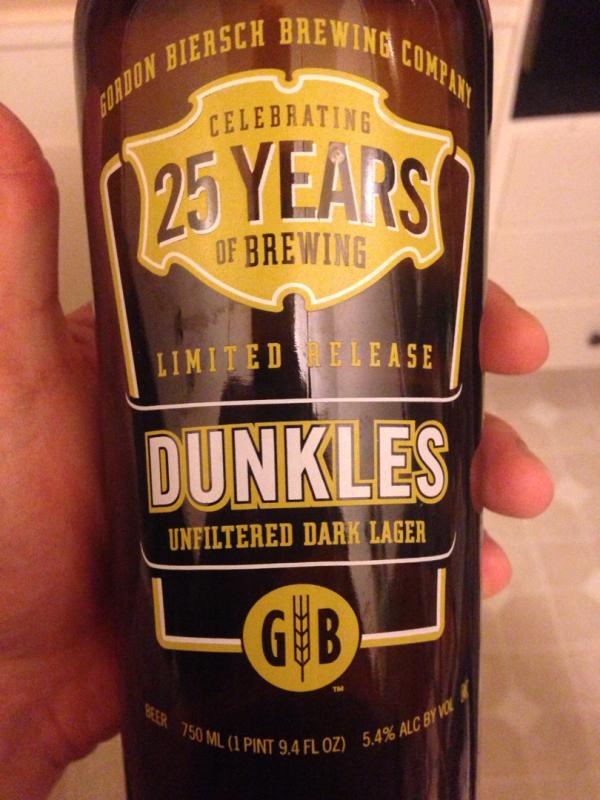 GORDON BIERSCH BREWING COMPANY
CELEBRATING
25 YEARS
OF BREWING
LIMITED RELEASE
DUNKLES
UNFILTERED DARK LAGER
G B
TM
BEER 750 ML (1 PINT 9.4 FL OZ) 5.4% ALC BY VOL